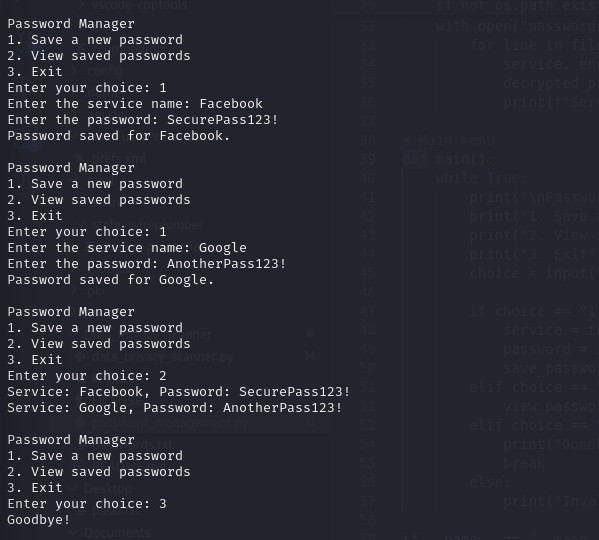 Password Manager
1. Save a new password
2. View saved passwords
3. Exit
Enter your choice: 1
Enter the service name: Facebook
Enter the password: SecurePass123!
Password saved for Facebook.

Password Manager
1. Save a new password
2. View saved passwords
3. Exit
Enter your choice: 1
Enter the service name: Google
Enter the password: AnotherPass123!
Password saved for Google.

Password Manager
1. Save a new password
2. View saved passwords
3. Exit
Enter your choice: 2
Service: Facebook, Password: SecurePass123!
Service: Google, Password: AnotherPass123!

Password Manager
1. Save a new password
2. View saved passwords
3. Exit
Enter your choice: 3
Goodbye!